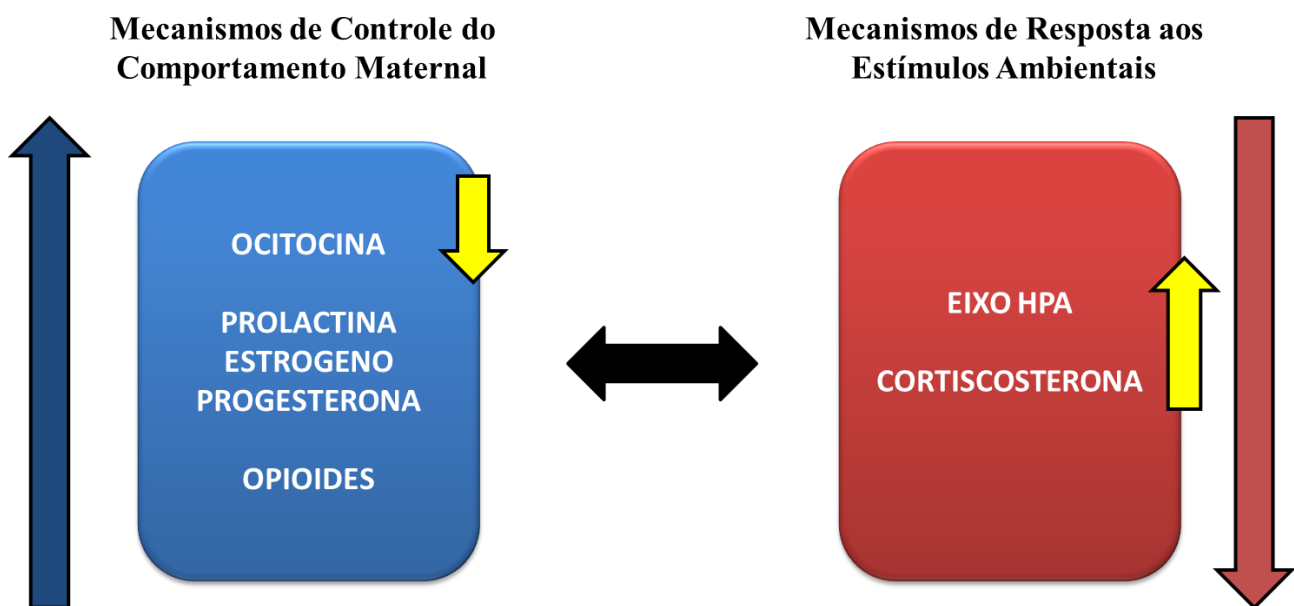 Mecanismos de Controle do
Comportamento Maternal
OCITOCINA
PROLACTINA
ESTROGENO
PROGESTERONA
OPIOIDES
Mecanismos de Resposta aos
Estímulos Ambientais
EIXO HPA
CORTISCOSTERONA